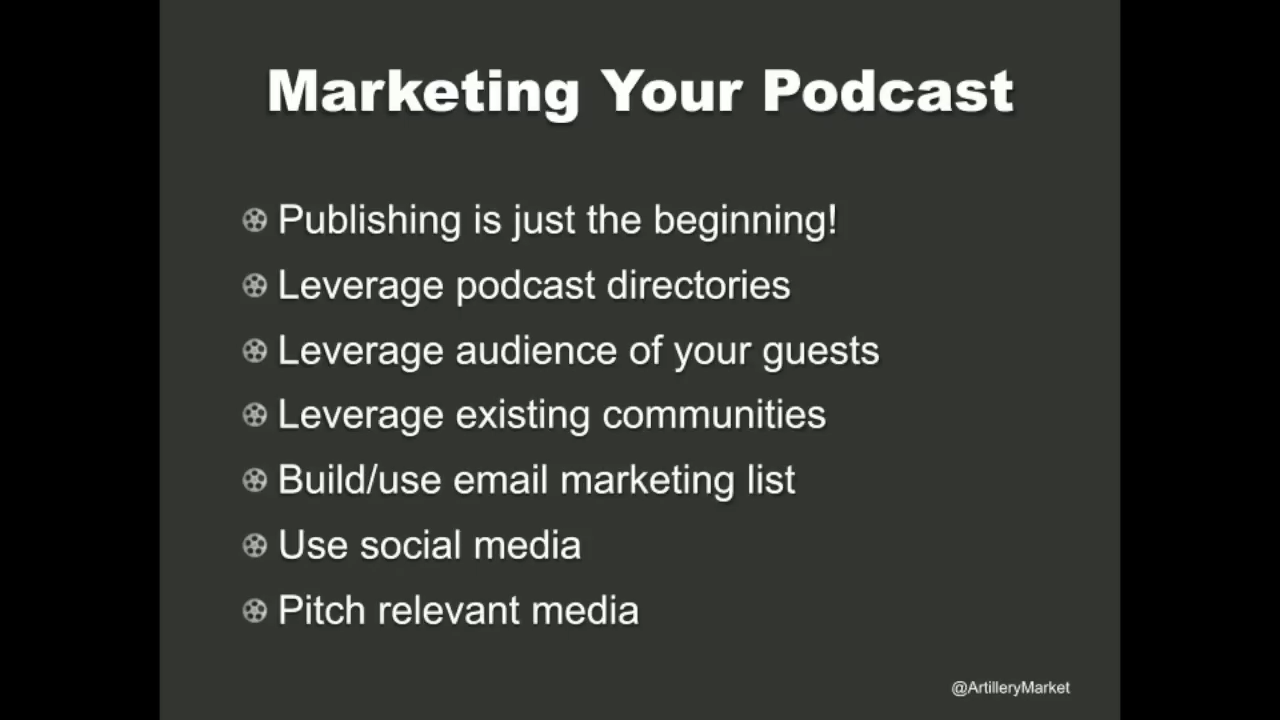 Marketing Your Podcast
Publishing is just the beginning!
Leverage podcast directories
Leverage audience of your guests
Leverage existing communities
Build/use email marketing list
Use social media
Pitch relevant media
@ArtilleryMarket